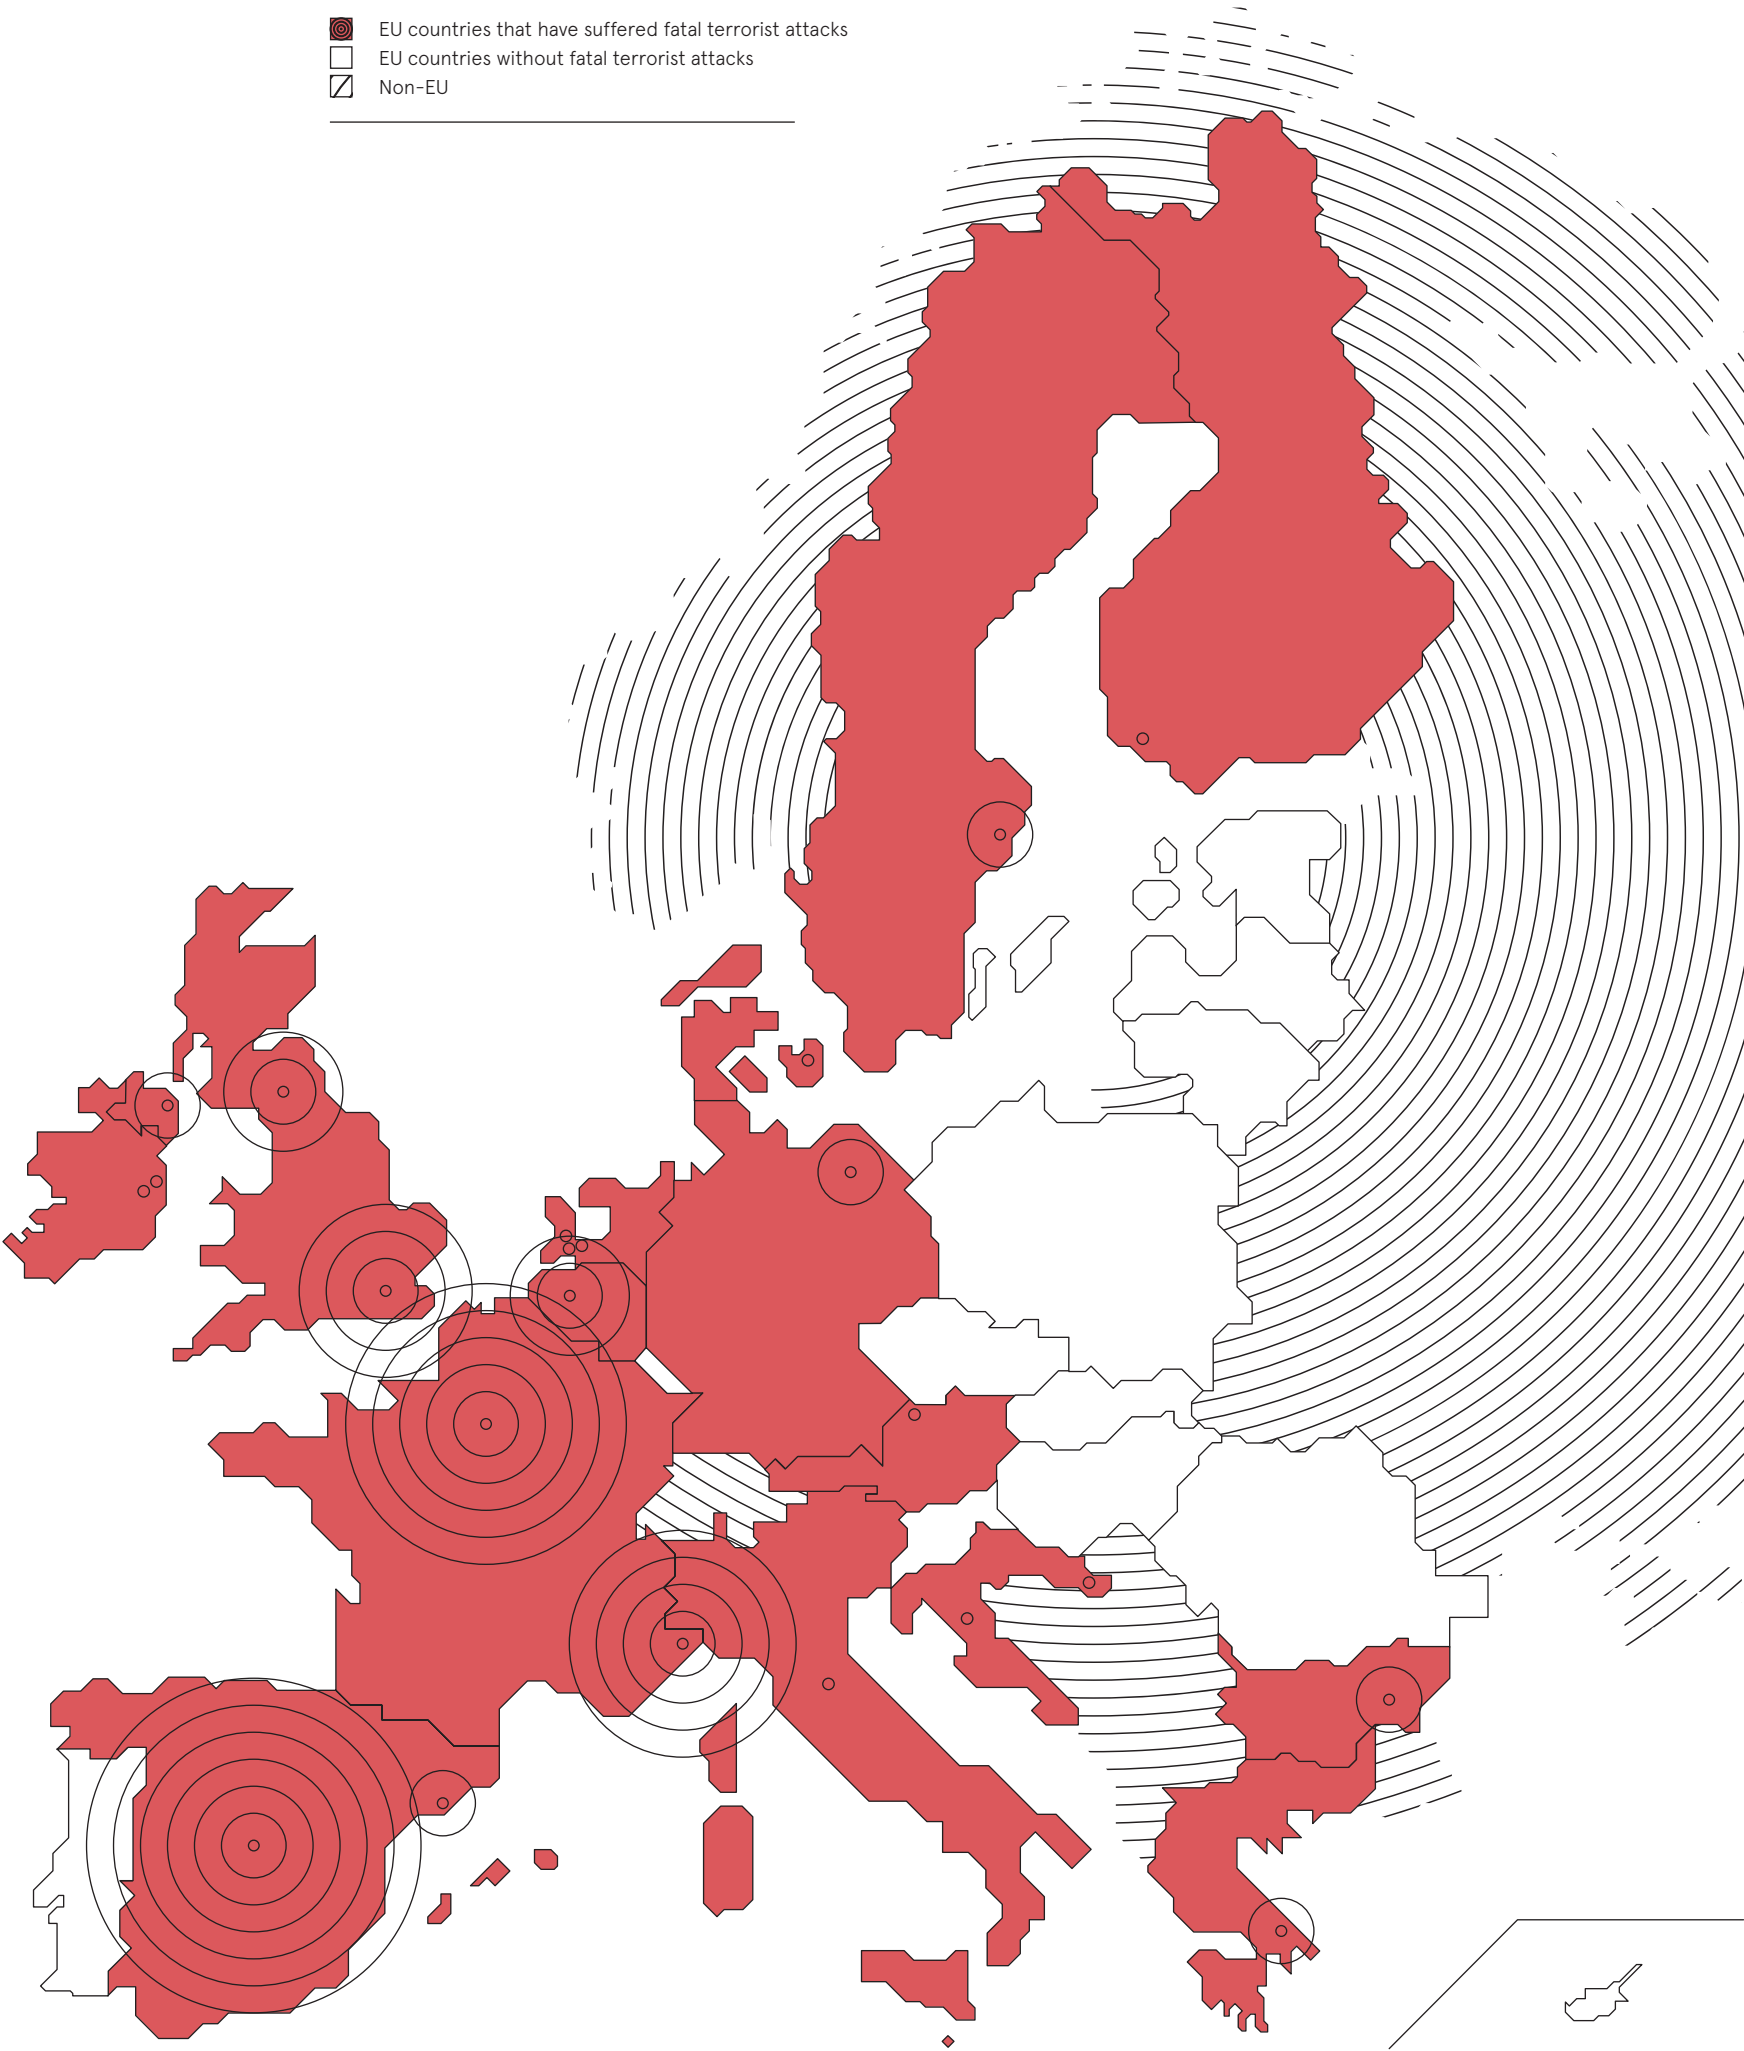 EU countries that have suffered fatal terrorist attacks
EU countries without fatal terrorist attacks
Non-EU